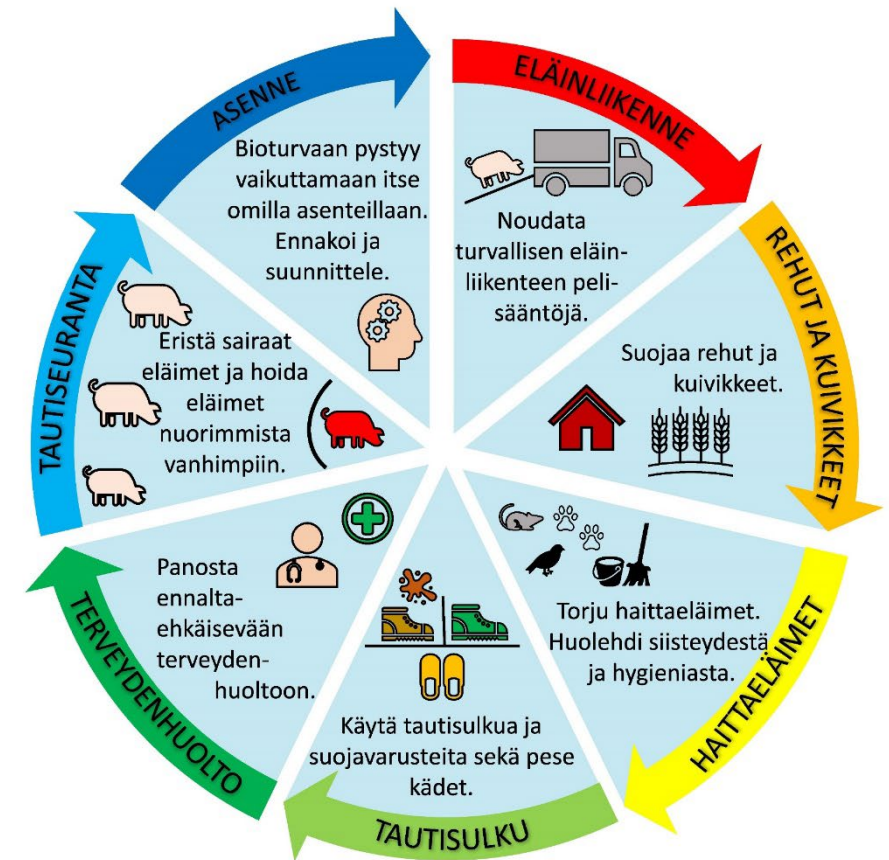 ASENNE
Bioturvaan pystyy
vaikuttamaan itse
omilla asenteillaan.
Ennakoi ja
suunnittele.
ELÄINLIIKENNE
Noudata
turvallisen eläin-
liikenteen peli-
sääntöjä.
REHUT JA KUIVIKKEET
Suojaa rehut ja
kuivikkeet.
HAITTAELÄIMET
Torju haittaeläimet.
Huolehdi siisteydestä
ja hygieniasta.
TAUTISULKU
Käytä tautisulkua ja
suojavarusteita sekä pese
kädet.
TERVEYDENHUOLTO
Panosta
ennalta-
ehkäisevään
terveyden-
huoltoon.
TAUTISEURANTA
Eristä sairaat
eläimet ja hoida
eläimet
nuorimmista
vanhimpiin.